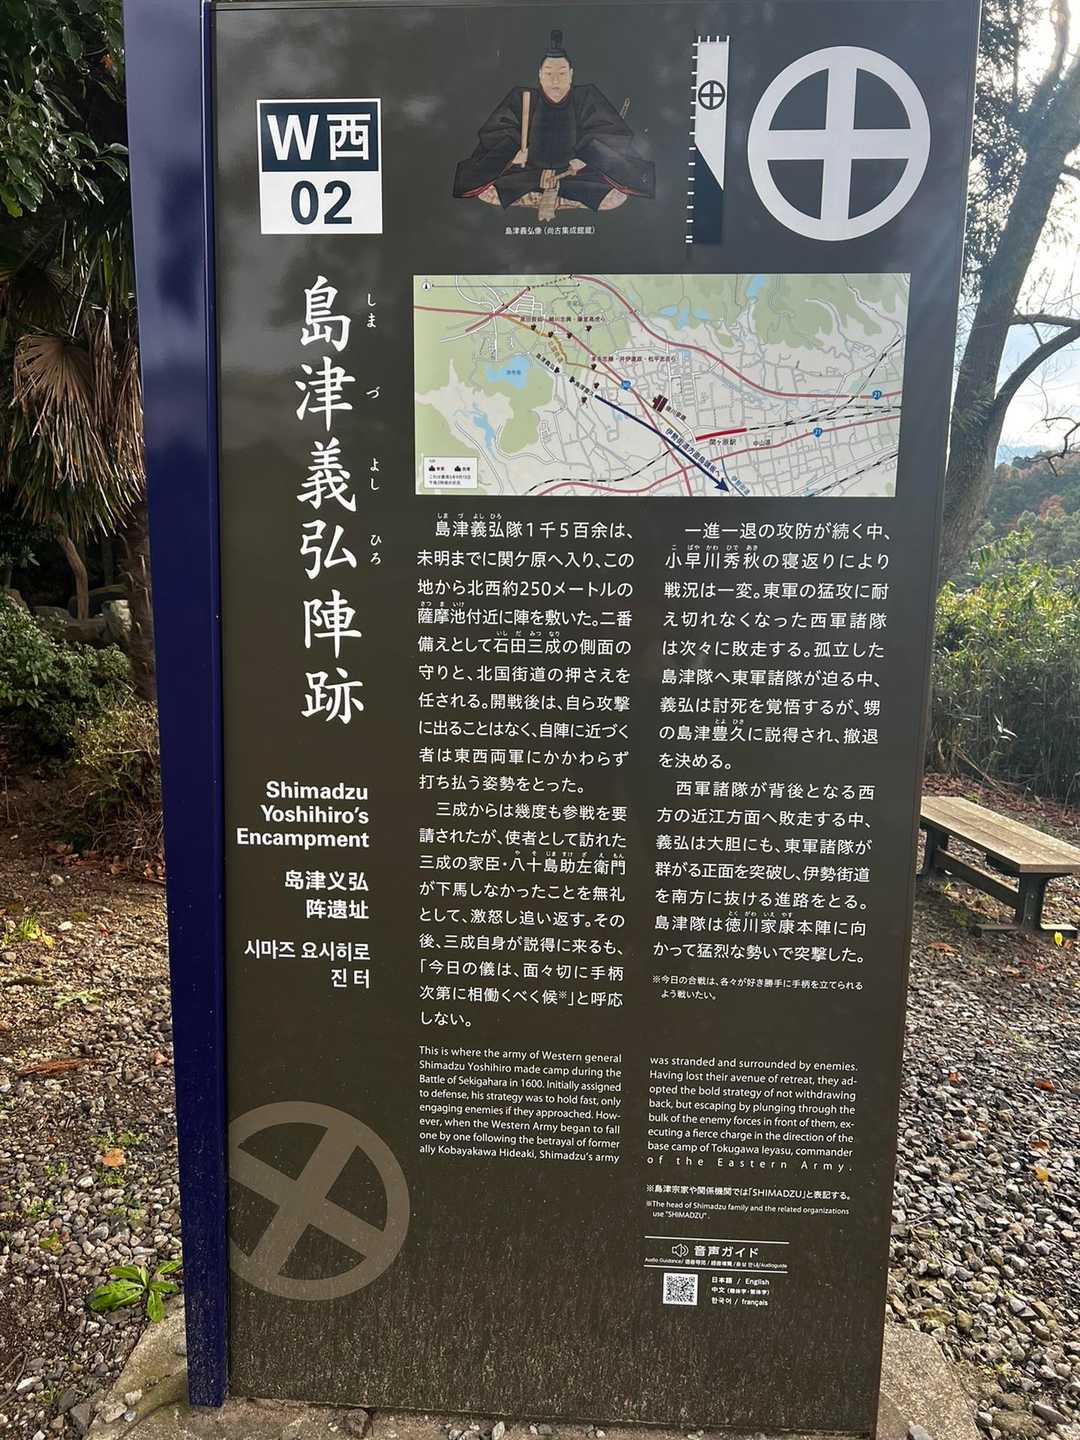 W西
02
島津義弘像（尚古集成館蔵）
島津義弘陣跡
しま づ よし ひろ
Shimadzu
Yoshihiro's
Encampment
岛津义弘
阵遗址
시마즈 요시히로
진 터
関ケ原駅
中山道
伊勢街道
21
21
島津義弘隊１千５百余は、
未明までに関ケ原へ入り、この
地から北西約250メートルの
薩摩池付近に陣を敷いた。二番
備えとして石田三成の側面の
守りと、北国街道の押さえを
任される。開戦後は、自ら攻撃
に出ることはなく、自陣に近づく
者は東西両軍にかかわらず
打ち払う姿勢をとった。
三成からは幾度も参戦を要
請されたが、使者として訪れた
三成の家臣・八十島助左衛門
が下馬しなかったことを無礼
として、激怒し追い返す。その
後、三成自身が説得に来るも、
「今日の儀は、面々切に手柄
次第に相働くべく候※」と呼応
しない。
一進一退の攻防が続く中、
小早川秀秋の寝返りにより
戦況は一変。東軍の猛攻に耐
え切れなくなった西軍諸隊
は次々に敗走する。孤立した
島津隊へ東軍諸隊が迫る中、
義弘は討死を覚悟するが、甥
の島津豊久に説得され、撤退
を決める。
西軍諸隊が背後となる西
方の近江方面へ敗走する中、
義弘は大胆にも、東軍諸隊が
群がる正面を突破し、伊勢街道
を南方に抜ける進路をとる。
島津隊は徳川家康本陣に向
かって猛烈な勢いで突撃した。
※今日の合戦は、各々が好き勝手に手柄を立てられる
よう戦いたい。
This is where the army of Western general
Shimadzu Yoshihiro made camp during the
Battle of Sekigahara in 1600. Initially assigned
to defense, his strategy was to hold fast, only
engaging enemies if they approached. How-
ever, when the Western Army began to fall
one by one following the betrayal of former
ally Kobayakawa Hideaki, Shimadzu's army
was stranded and surrounded by enemies.
Having lost their avenue of retreat, they ad-
opted the bold strategy of not withdrawing
back, but escaping by plunging through the
bulk of the enemy forces in front of them, ex-
ecuting a fierce charge in the direction of the
base camp of Tokugawa Ieyasu, commander
of the Eastern Army.
※島津宗家や関係機関では「SHIMADZU」と表記する。
※The head of Shimadzu family and the related organizations
use "SHIMADZU".
音声ガイド
日本語 / English
中文（簡体字・繁体字）
한국어 / français